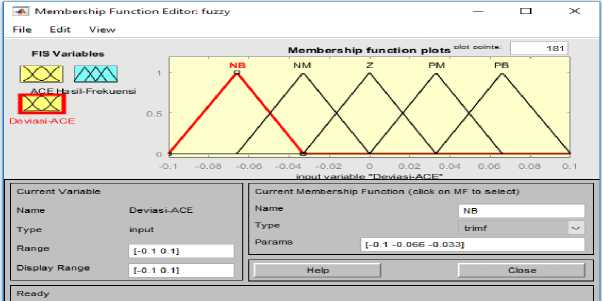 Membership Function Editor: fuzzy
File Edit View
FIS Variables
Membership function plots plot points: 181
NB NM Z PM PB
ACE Hasil-Frekuensi
Deviasi-ACE
1
0.5
0
-0.1 -0.08 -0.06 -0.04 -0.02 0 0.02 0.04 0.06 0.08 0.1
input variable "Deviasi-ACE"
Current Variable
Current Membership Function (click on MF to select)
Name Deviasi-ACE
Name NB
Type input
Type trimf
Range [-0.1 0.1]
Params [-0.1 -0.066 -0.033]
Display Range [-0.1 0.1]
Help Close
Ready